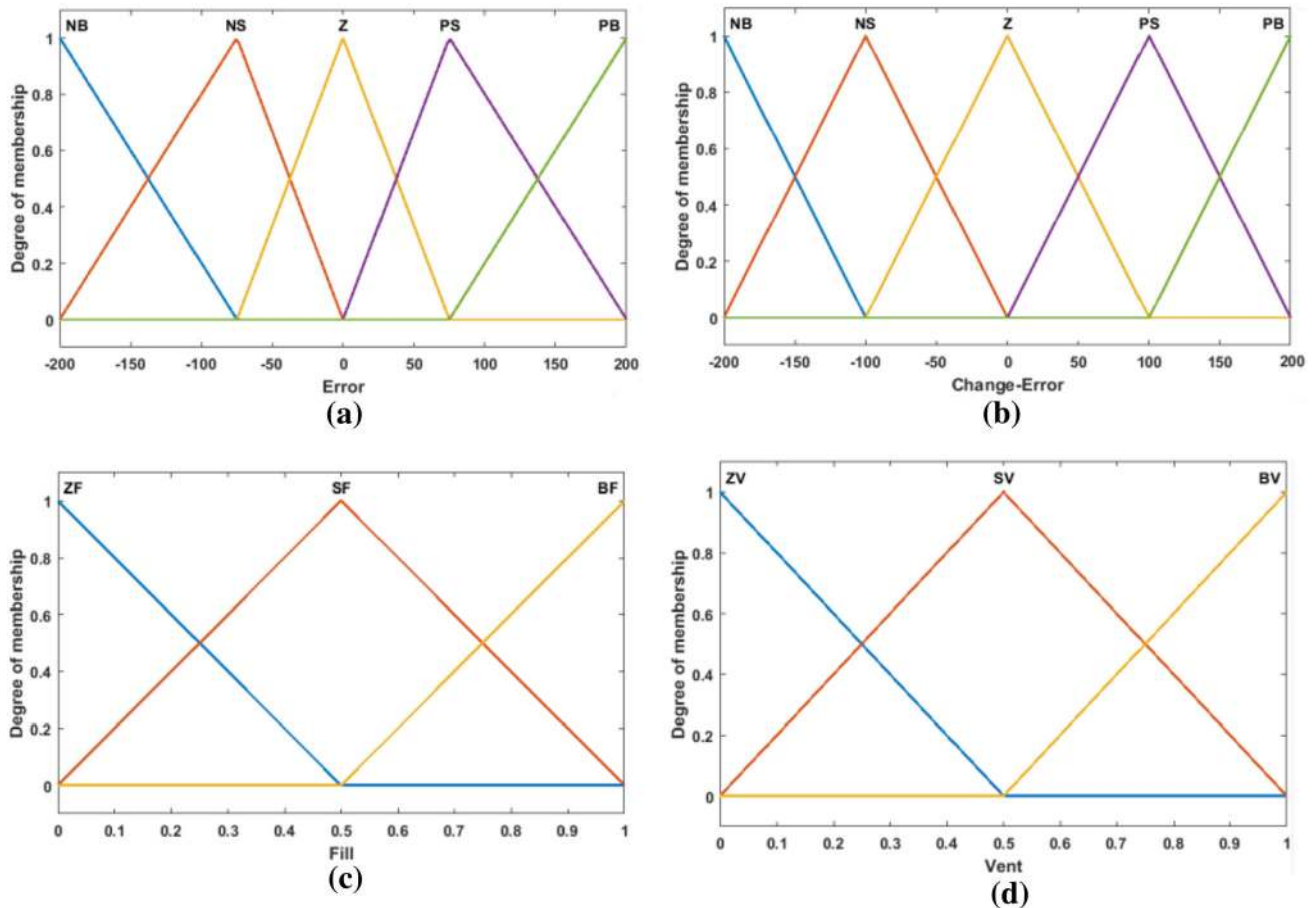 NB NS Z PS PB
1
0.8
0.6
0.4
0.2
0
Degree of membership
-200 -150 -100 -50 0 50 100 150 200
Error
(a)
NB NS Z PS PB
1
0.8
0.6
0.4
0.2
0
Degree of membership
-200 -150 -100 -50 0 50 100 150 200
Change-Error
(b)
ZF SF BF
1
0.8
0.6
0.4
0.2
0
Degree of membership
0 0.1 0.2 0.3 0.4 0.5 0.6 0.7 0.8 0.9 1
Fill
(c)
ZV SV BV
1
0.8
0.6
0.4
0.2
0
Degree of membership
0 0.1 0.2 0.3 0.4 0.5 0.6 0.7 0.8 0.9 1
Vent
(d)